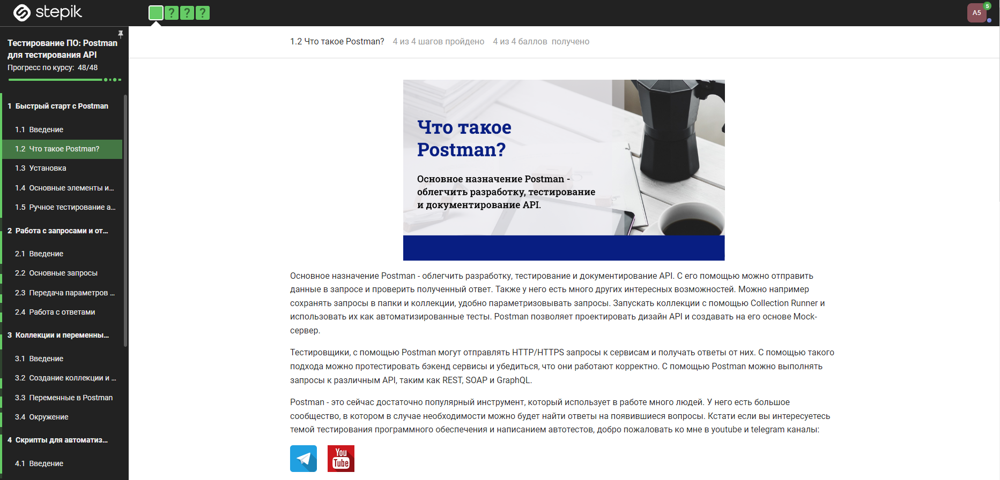 stepik
? ? ?
A5
5
Тестирование ПО: Postman
для тестирования API
Прогресс по курсу: 48/48
1 Быстрый старт с Postman
1.1 Введение
1.2 Что такое Postman?
1.3 Установка
1.4 Основные элементы и...
1.5 Ручное тестирование а...
2 Работа с запросами и от...
2.1 Введение
2.2 Основные запросы
2.3 Передача параметров ...
2.4 Работа с ответами
3 Коллекции и переменны...
3.1 Введение
3.2 Создание коллекции и ...
3.3 Переменные в Postman
3.4 Окружение
4 Скрипты для автоматиз...
4.1 Введение
1.2 Что такое Postman? 4 из 4 шагов пройдено 4 из 4 баллов получено
Что такое
Postman?
Основное назначение Postman -
облегчить разработку, тестирование
и документирование API.
Основное назначение Postman - облегчить разработку, тестирование и документирование API. С его помощью можно отправить
данные в запросе и проверить полученный ответ. Также у него есть много других интересных возможностей. Можно например
сохранять запросы в папки и коллекции, удобно параметризовывать запросы. Запускать коллекции с помощью Collection Runner и
использовать их как автоматизированные тесты. Postman позволяет проектировать дизайн API и создавать на его основе Mock-
сервер.
Тестировщики, с помощью Postman могут отправлять HTTP/HTTPS запросы к сервисам и получать ответы от них. С помощью такого
подхода можно протестировать бэкенд сервисы и убедиться, что они работают корректно. С помощью Postman можно выполнять
запросы к различным API, таким как REST, SOAP и GraphQL.
Postman - это сейчас достаточно популярный инструмент, который использует в работе много людей. У него есть большое
сообщество, в котором в случае необходимости можно будет найти ответы на появившиеся вопросы. Кстати если вы интересуетесь
темой тестирования программного обеспечения и написанием автотестов, добро пожаловать ко мне в youtube и telegram каналы:
You
Tube